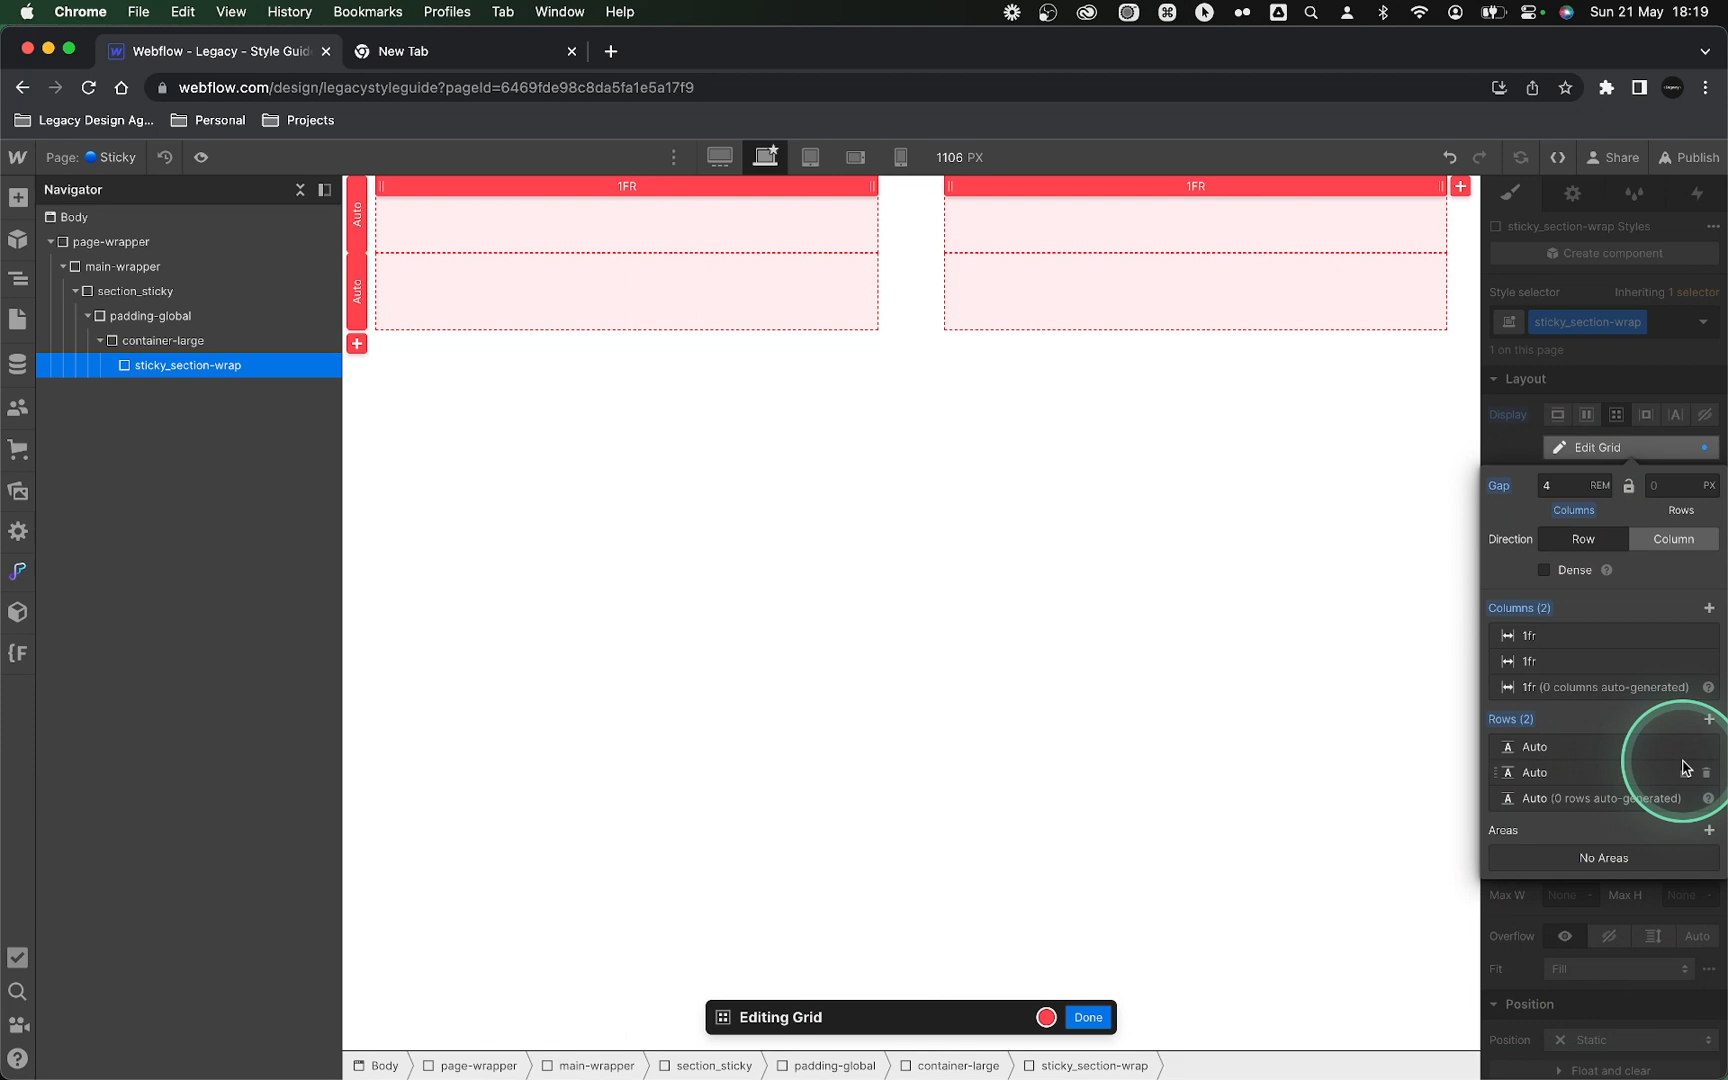 Chrome File Edit View History Bookmarks Profiles Tab Window Help Sun 21 May 18:19
Webflow - Legacy - Style Guid New Tab
webflow.com/design/legacystyleguide?pageId=6469fde98c8da5fa1e5a17f9
Legacy Design Ag... Personal Projects
Page: Sticky 1106 PX Share Publish
Navigator
Body
page-wrapper
main-wrapper
section_sticky
padding-global
container-large
sticky_section-wrap
1FR 1FR
Auto
Auto
sticky_section-wrap Styles
Create component
Style selector Inheriting 1 selector
sticky_section-wrap
1 on this page
Layout
Display
Edit Grid
Gap 4 REM 0 PX
Columns Rows
Direction Row Column
Dense
Columns (2)
1fr
1fr
1fr (0 columns auto-generated)
Rows (2)
Auto
Auto
Auto (0 rows auto-generated)
Areas
No Areas
Max W None Max H None
Overflow Auto
Fit Fill
Position
Position Static
Float and clear
Editing Grid Done
Body page-wrapper main-wrapper section_sticky padding-global container-large sticky_section-wrap